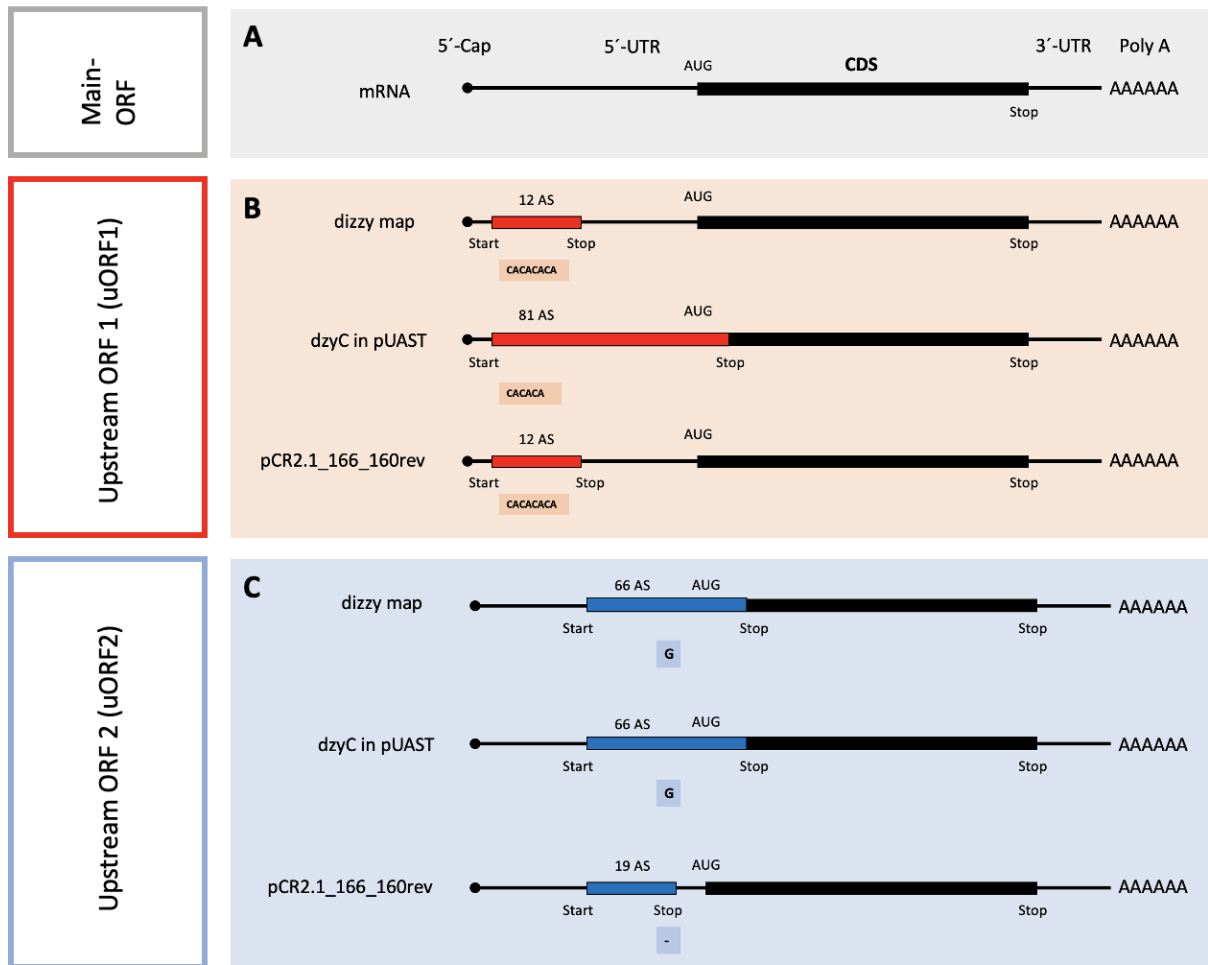 Main-
ORF
A
5´-Cap 5´-UTR 3´-UTR Poly A
AUG CDS
mRNA AAAAAA
Stop
Upstream ORF 1 (uORF1)
B
12 AS AUG
dizzy map AAAAAA
Start Stop Stop
CACACACA
81 AS AUG
dzyC in pUAST AAAAAA
Start Stop Stop
CACACA
12 AS AUG
pCR2.1_166_160rev AAAAAA
Start Stop Stop
CACACACA
Upstream ORF 2 (uORF2)
C
66 AS AUG
dizzy map AAAAAA
Start Stop Stop
G
66 AS AUG
dzyC in pUAST AAAAAA
Start Stop Stop
G
19 AS AUG
pCR2.1_166_160rev AAAAAA
Start Stop Stop
-